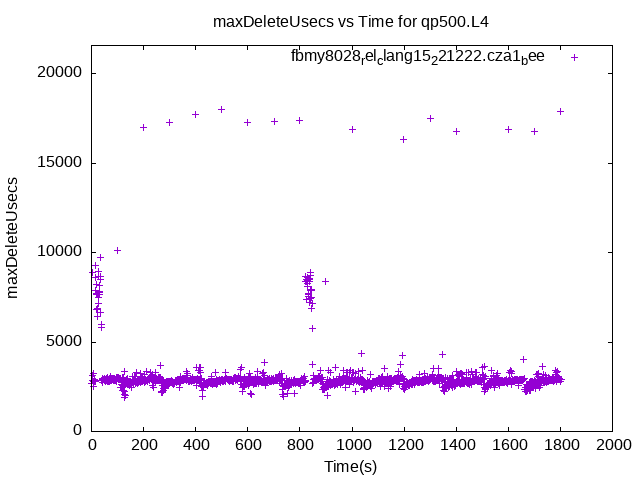 maxDeleteUsecs vs Time for qp500.L4
fbmy8028relclang15221222.cza1bee
20000
15000
10000
5000
0
maxDeleteUsecs
0 200 400 600 800 1000 1200 1400 1600 1800 2000
Time(s)